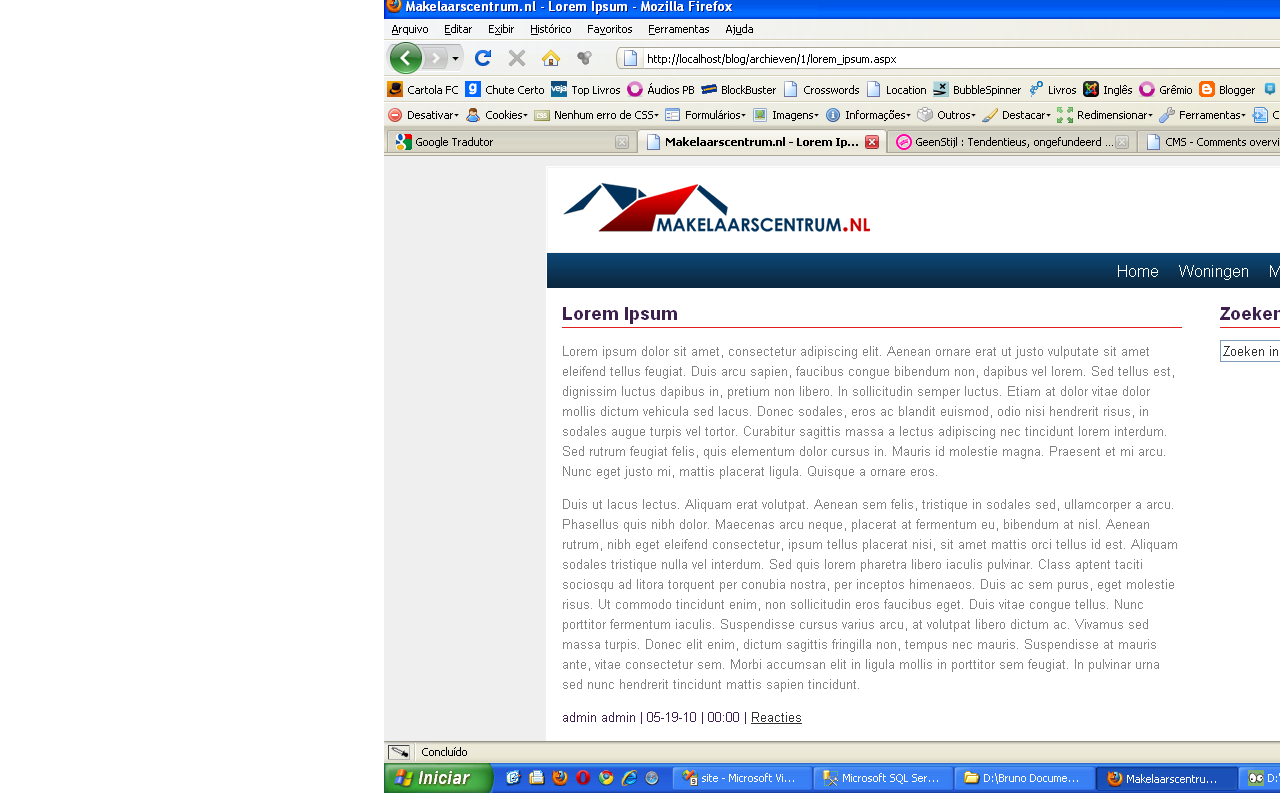 Makelaarscentrum.nl - Lorem Ipsum - Mozilla Firefox
Arquivo Editar Exibir Histórico Favoritos Ferramentas Ajuda
http://localhost/blog/archieven/1/lorem_ipsum.aspx
Cartola FC Chute Certo Top Livros Áudios PB BlockBuster Crosswords Location BubbleSpinner Livros Inglês Grêmio Blogger
Desativar Cookies Nenhum erro de CSS Formulários Imagens Informações Outros Destacar Redimensionar Ferramentas C
Google Tradutor Makelaarscentrum.nl - Lorem Ip... GeenStijl : Tendentieus, ongefundeerd ... CMS - Comments overvi
MAKELAARSCENTRUM.NL
Home Woningen M
Lorem Ipsum
Lorem ipsum dolor sit amet, consectetur adipiscing elit. Aenean ornare erat ut justo vulputate sit amet
eleifend tellus feugiat. Duis arcu sapien, faucibus congue bibendum non, dapibus vel lorem. Sed tellus est,
dignissim luctus dapibus in, pretium non libero. In sollicitudin semper luctus. Etiam at dolor vitae dolor
mollis dictum vehicula sed lacus. Donec sodales, eros ac blandit euismod, odio nisi hendrerit risus, in
sodales augue turpis vel tortor. Curabitur sagittis massa a lectus adipiscing nec tincidunt lorem interdum.
Sed rutrum feugiat felis, quis elementum dolor cursus in. Mauris id molestie magna. Praesent et mi arcu.
Nunc eget justo mi, mattis placerat ligula. Quisque a ornare eros.
Duis ut lacus lectus. Aliquam erat volutpat. Aenean sem felis, tristique in sodales sed, ullamcorper a arcu.
Phasellus quis nibh dolor. Maecenas arcu neque, placerat at fermentum eu, bibendum at nisl. Aenean
rutrum, nibh eget eleifend consectetur, ipsum tellus placerat nisi, sit amet mattis orci tellus id est. Aliquam
sodales tristique nulla vel interdum. Sed quis lorem pharetra libero iaculis pulvinar. Class aptent taciti
sociosqu ad litora torquent per conubia nostra, per inceptos himenaeos. Duis ac sem purus, eget molestie
risus. Ut commodo tincidunt enim, non sollicitudin eros faucibus eget. Duis vitae congue tellus. Nunc
porttitor fermentum iaculis. Suspendisse cursus varius arcu, at volutpat libero dictum ac. Vivamus sed
massa turpis. Donec elit enim, dictum sagittis fringilla non, tempus nec mauris. Suspendisse at mauris
ante, vitae consectetur sem. Morbi accumsan elit in ligula mollis in porttitor sem feugiat. In pulvinar urna
sed nunc hendrerit tincidunt mattis sapien tincidunt.
admin admin | 05-19-10 | 00:00 | Reacties
Zoeken
Zoeken in
Concluído
Iniciar site - Microsoft Vi... Microsoft SQL Ser... D:\Bruno Docume... Makelaarscentru... D:\